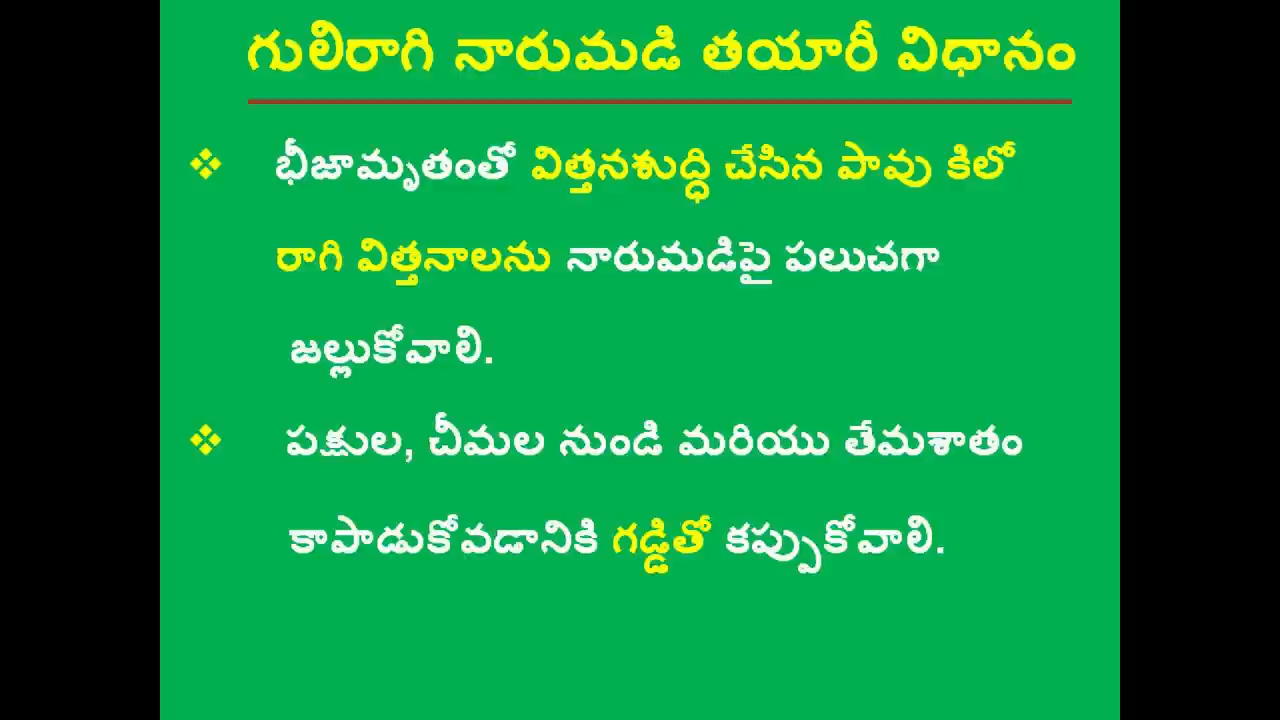 గులిరాగి నారుమడి తయారీ విధానం
❖ భీజామృతంతో విత్తనశుద్ధి చేసిన పావు కిలో
రాగి విత్తనాలను నారుమడిపై పలుచగా
జల్లుకోవాలి.
❖ పక్షుల, చీమల నుండి మరియు తేమశాతం
కాపాడుకోవడానికి గడ్డితో కప్పుకోవాలి.